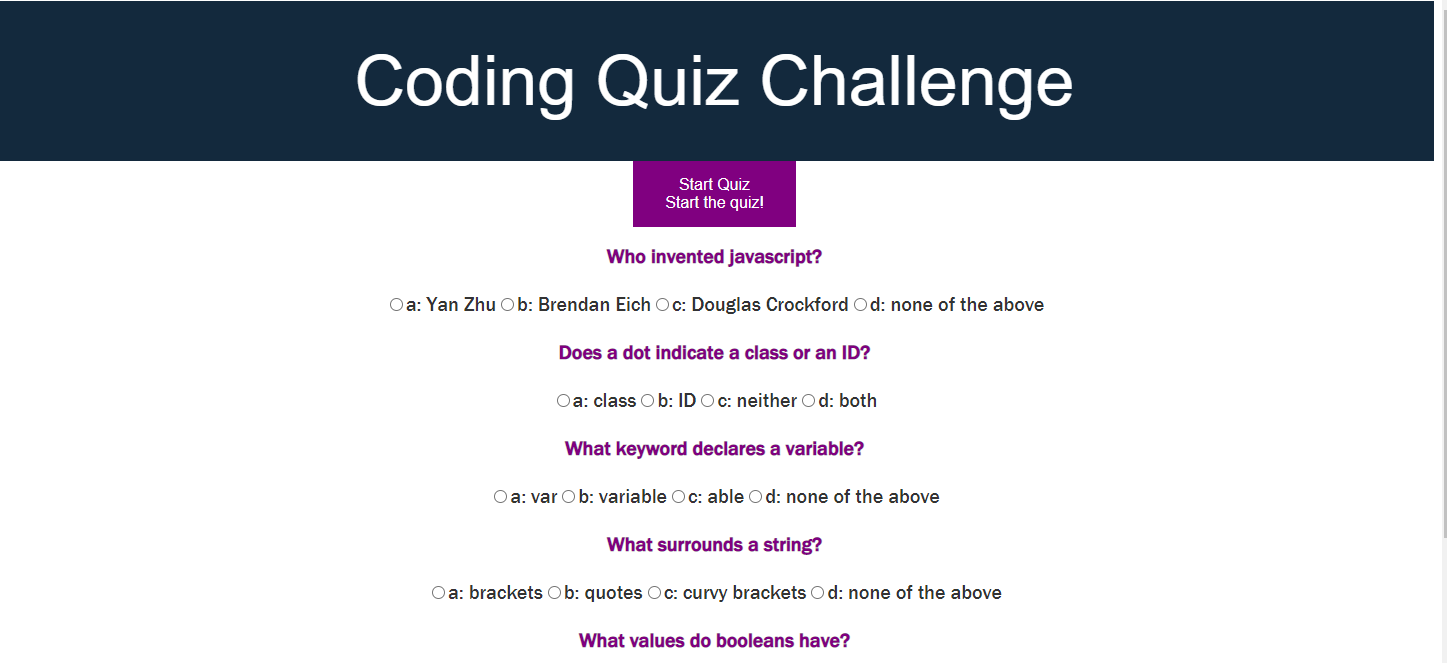 Coding Quiz Challenge
Start Quiz
Start the quiz!
Who invented javascript?
a: Yan Zhu b: Brendan Eich c: Douglas Crockford d: none of the above
Does a dot indicate a class or an ID?
a: class b: ID c: neither d: both
What keyword declares a variable?
a: var b: variable c: able d: none of the above
What surrounds a string?
a: brackets b: quotes c: curvy brackets d: none of the above
What values do booleans have?